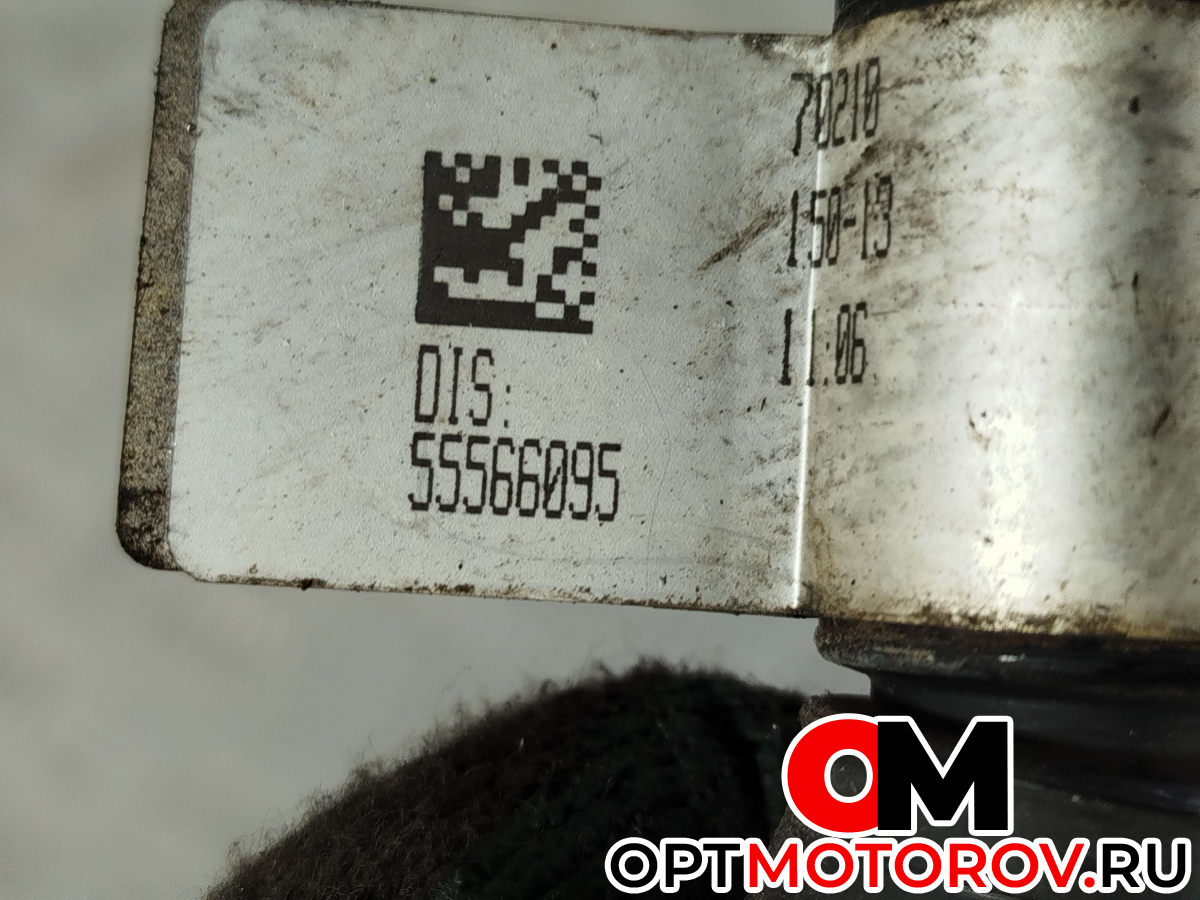 70210
150-13
11:06
DIS:
55566095
OM
OPTMOTOROV.RU